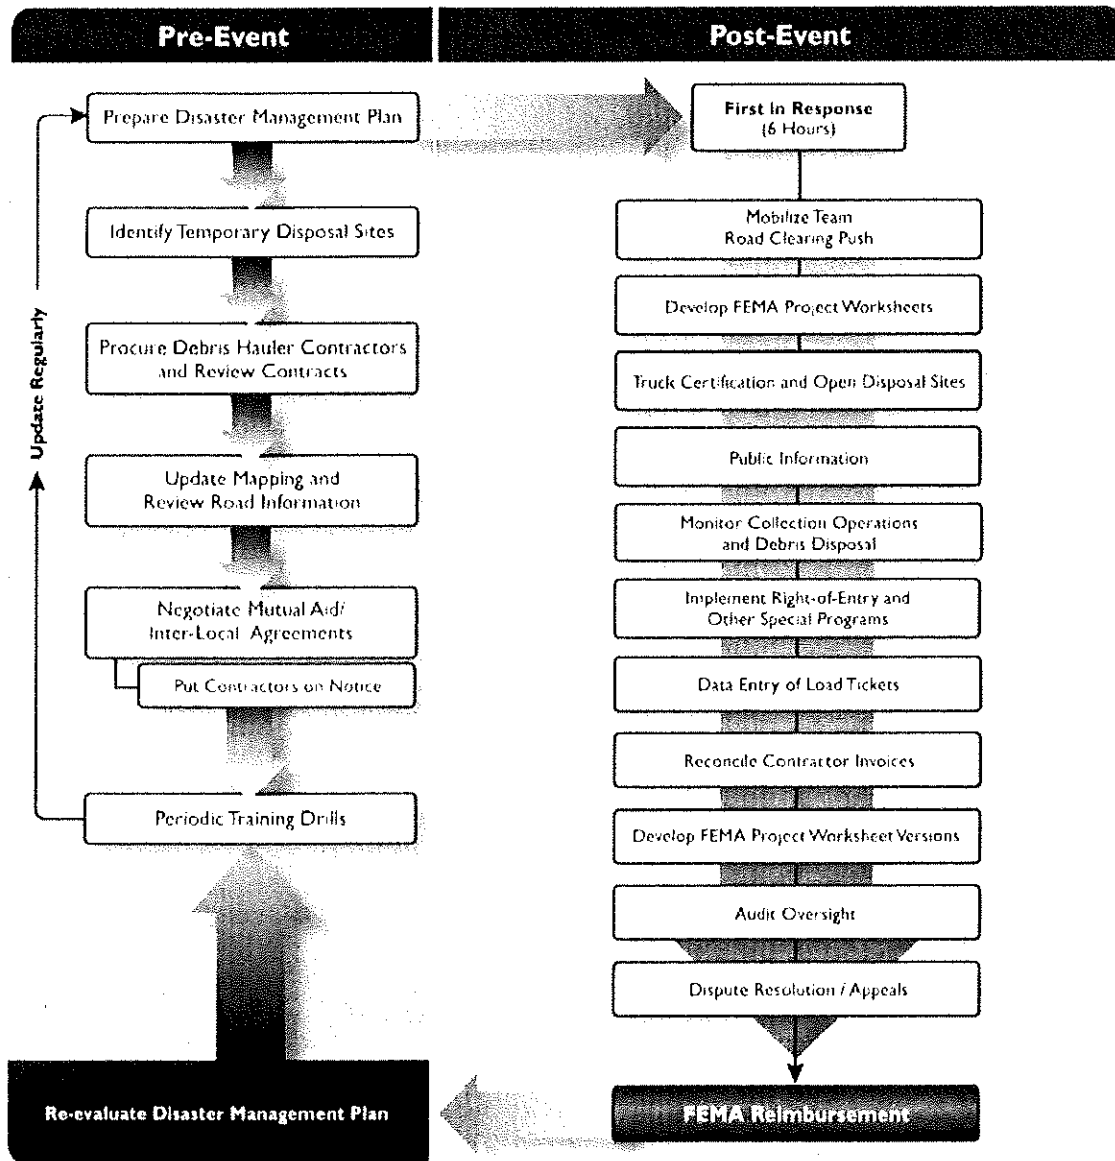 Pre-Event
Post-Event
Prepare Disaster Management Plan
Identify Temporary Disposal Sites
Procure Debris Hauler Contractors
and Review Contracts
Update Mapping and
Review Road Information
Negotiate Mutual Aid/
Inter-Local Agreements
Put Contractors on Notice
Periodic Training Drills
Update Regularly
Re-evaluate Disaster Management Plan
First In Response
(6 Hours)
Mobilize Team
Road Clearing Push
Develop FEMA Project Worksheets
Truck Certification and Open Disposal Sites
Public Information
Monitor Collection Operations
and Debris Disposal
Implement Right-of-Entry and
Other Special Programs
Data Entry of Load Tickets
Reconcile Contractor Invoices
Develop FEMA Project Worksheet Versions
Audit Oversight
Dispute Resolution / Appeals
FEMA Reimbursement